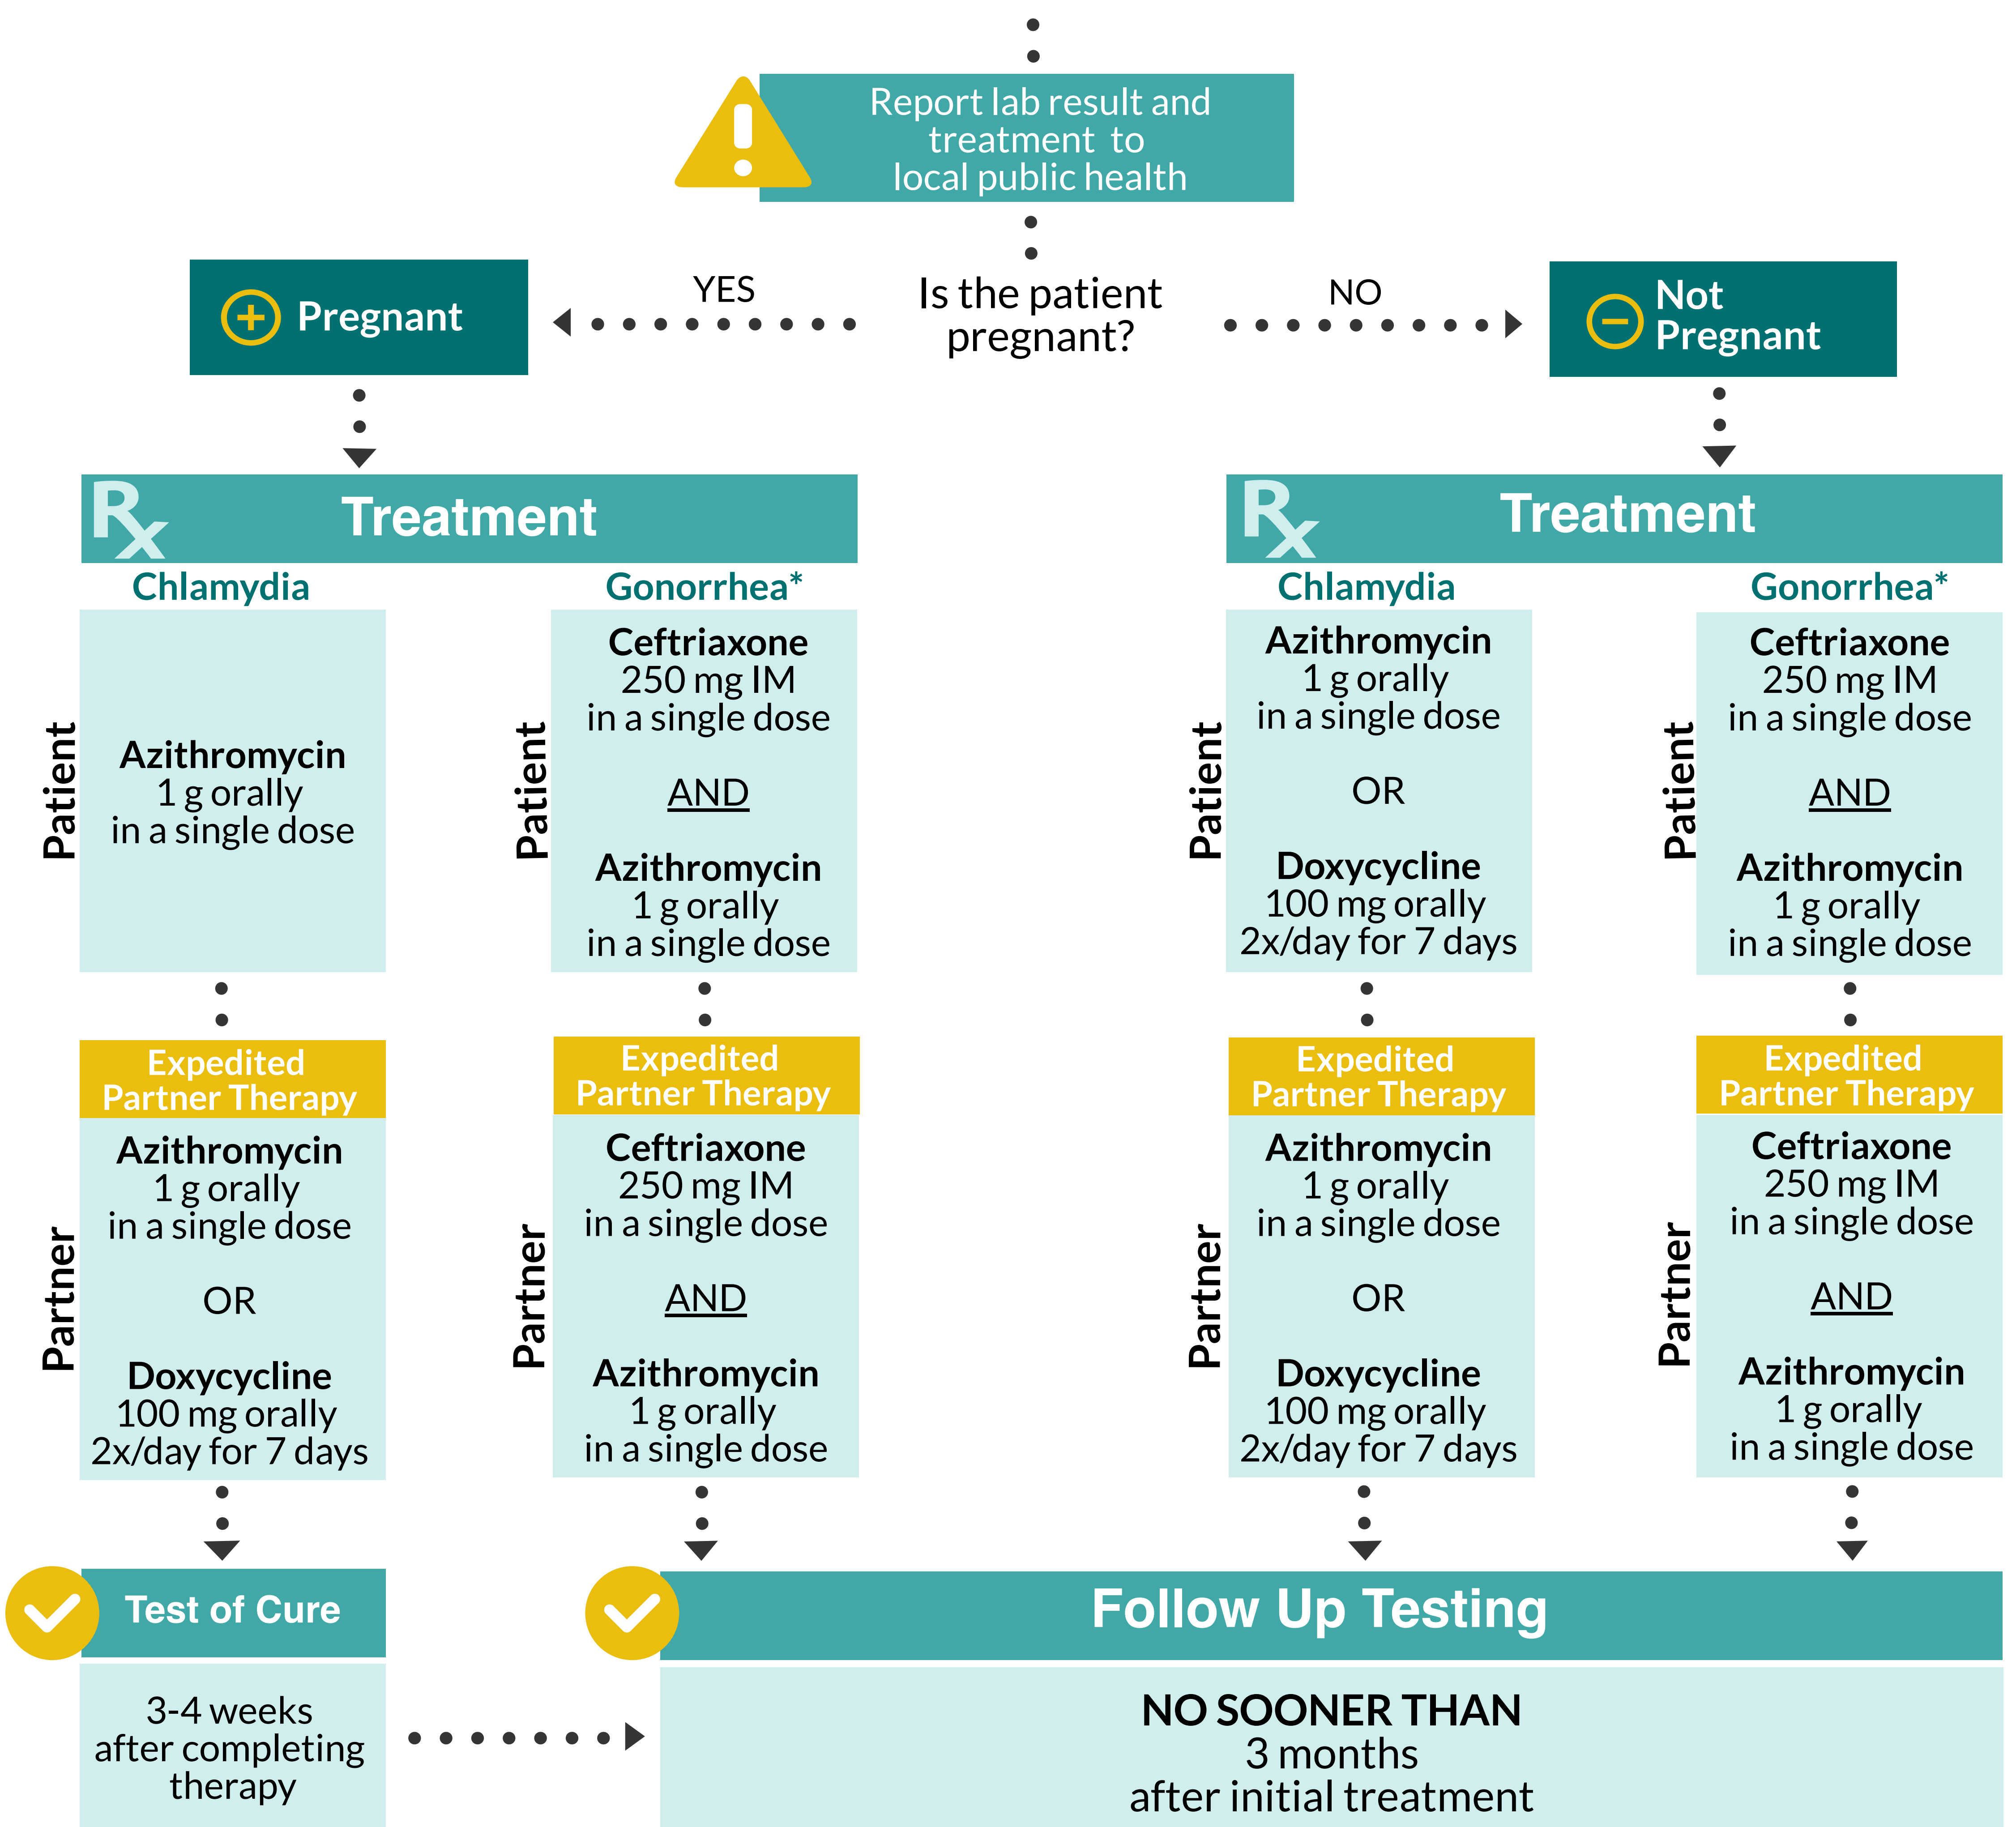 Report lab result and
treatment to
local public health
Is the patient
pregnant?
YES
NO
Pregnant
Not
Pregnant
Rx
Treatment
Chlamydia
Gonorrhea*
Patient
Azithromycin
1 g orally
in a single dose
Patient
Ceftriaxone
250 mg IM
in a single dose
AND
Azithromycin
1 g orally
in a single dose
Expedited
Partner Therapy
Partner
Azithromycin
1 g orally
in a single dose
OR
Doxycycline
100 mg orally
2x/day for 7 days
Expedited
Partner Therapy
Partner
Ceftriaxone
250 mg IM
in a single dose
AND
Azithromycin
1 g orally
in a single dose
Rx
Treatment
Chlamydia
Gonorrhea*
Patient
Azithromycin
1 g orally
in a single dose
OR
Doxycycline
100 mg orally
2x/day for 7 days
Patient
Ceftriaxone
250 mg IM
in a single dose
AND
Azithromycin
1 g orally
in a single dose
Expedited
Partner Therapy
Partner
Azithromycin
1 g orally
in a single dose
OR
Doxycycline
100 mg orally
2x/day for 7 days
Expedited
Partner Therapy
Partner
Ceftriaxone
250 mg IM
in a single dose
AND
Azithromycin
1 g orally
in a single dose
Test of Cure
3-4 weeks
after completing
therapy
Follow Up Testing
NO SOONER THAN
3 months
after initial treatment